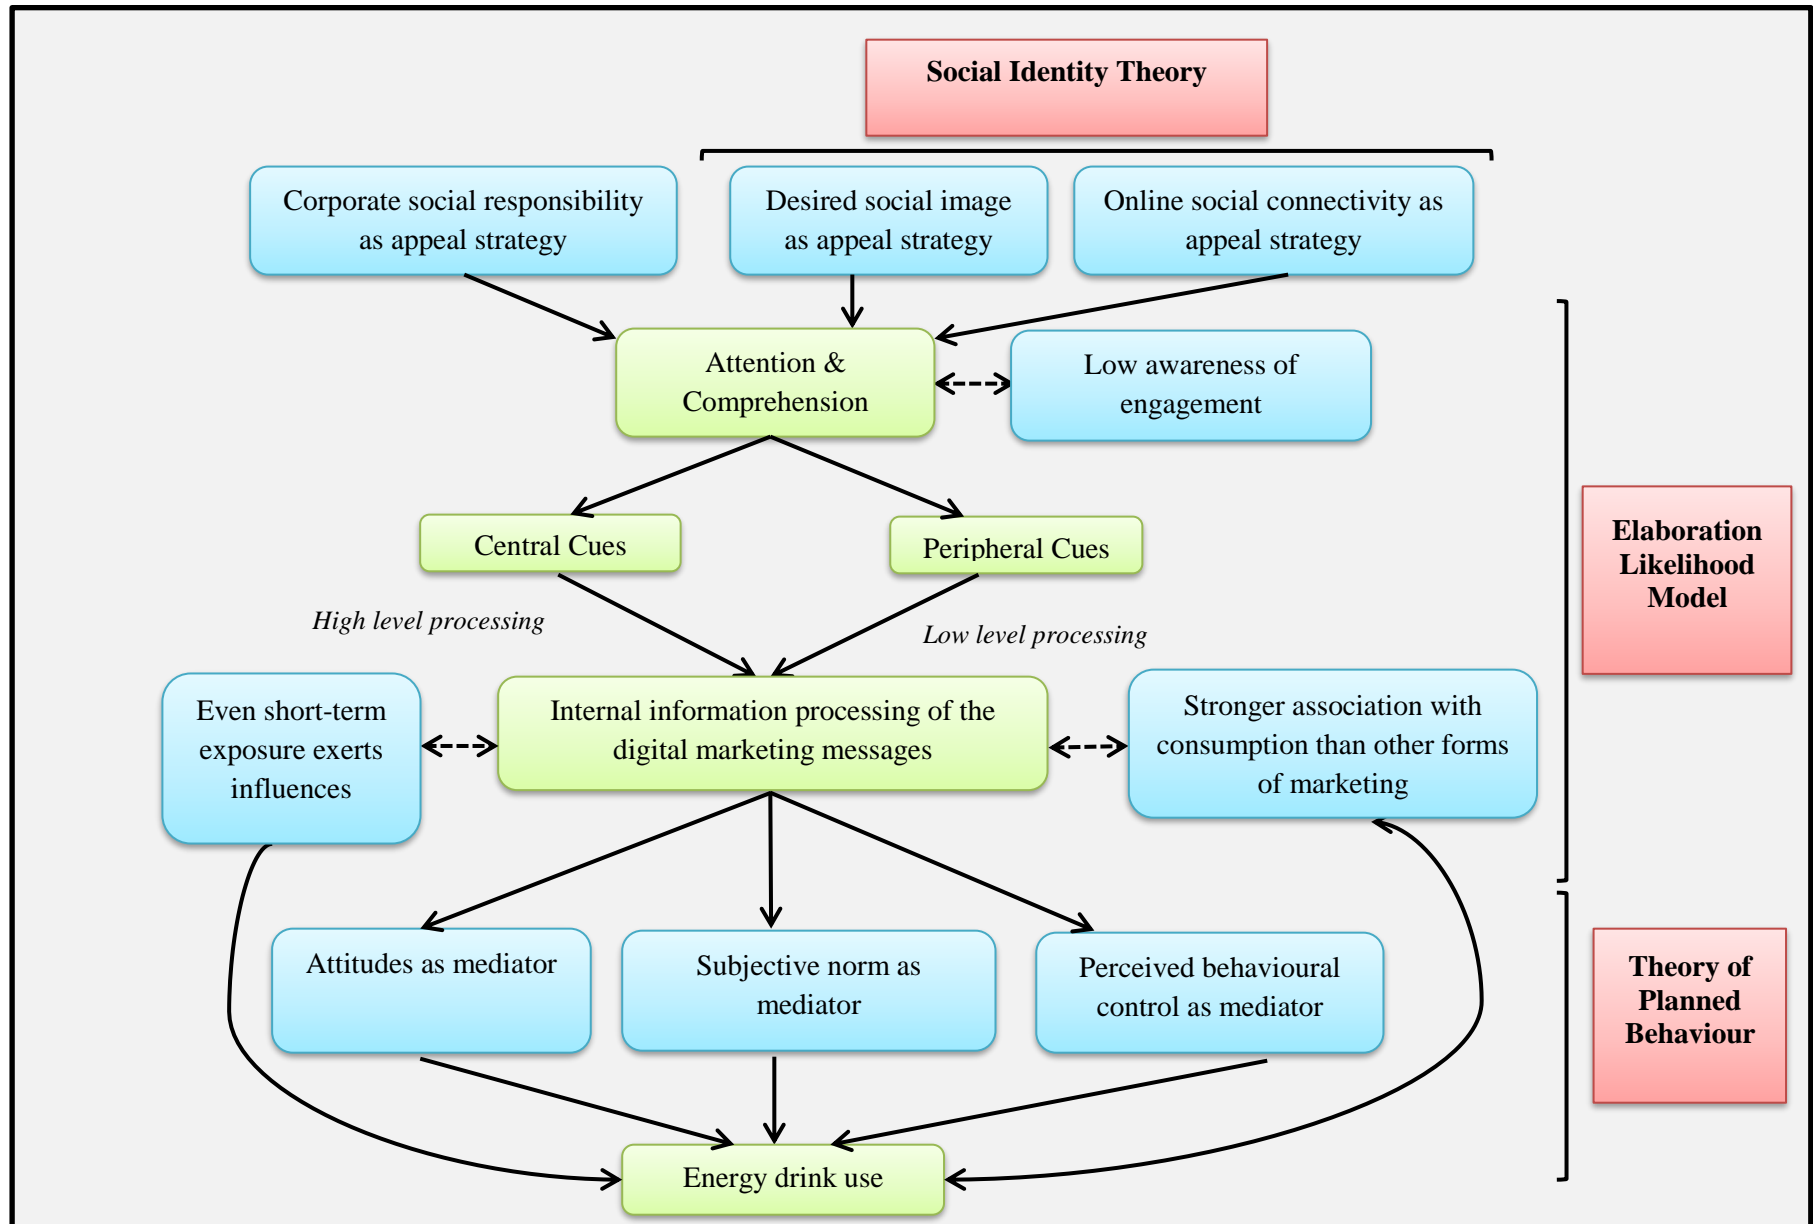 Social Identity Theory
Corporate social responsibility
as appeal strategy
Desired social image
as appeal strategy
Online social connectivity as
appeal strategy
Attention &
Comprehension
Low awareness of
engagement
Central Cues
Peripheral Cues
Elaboration
Likelihood
Model
High level processing
Low level processing
Even short-term
exposure exerts
influences
Internal information processing of the
digital marketing messages
Stronger association with
consumption than other forms
of marketing
Attitudes as mediator
Subjective norm as
mediator
Perceived behavioural
control as mediator
Theory of
Planned
Behaviour
Energy drink use